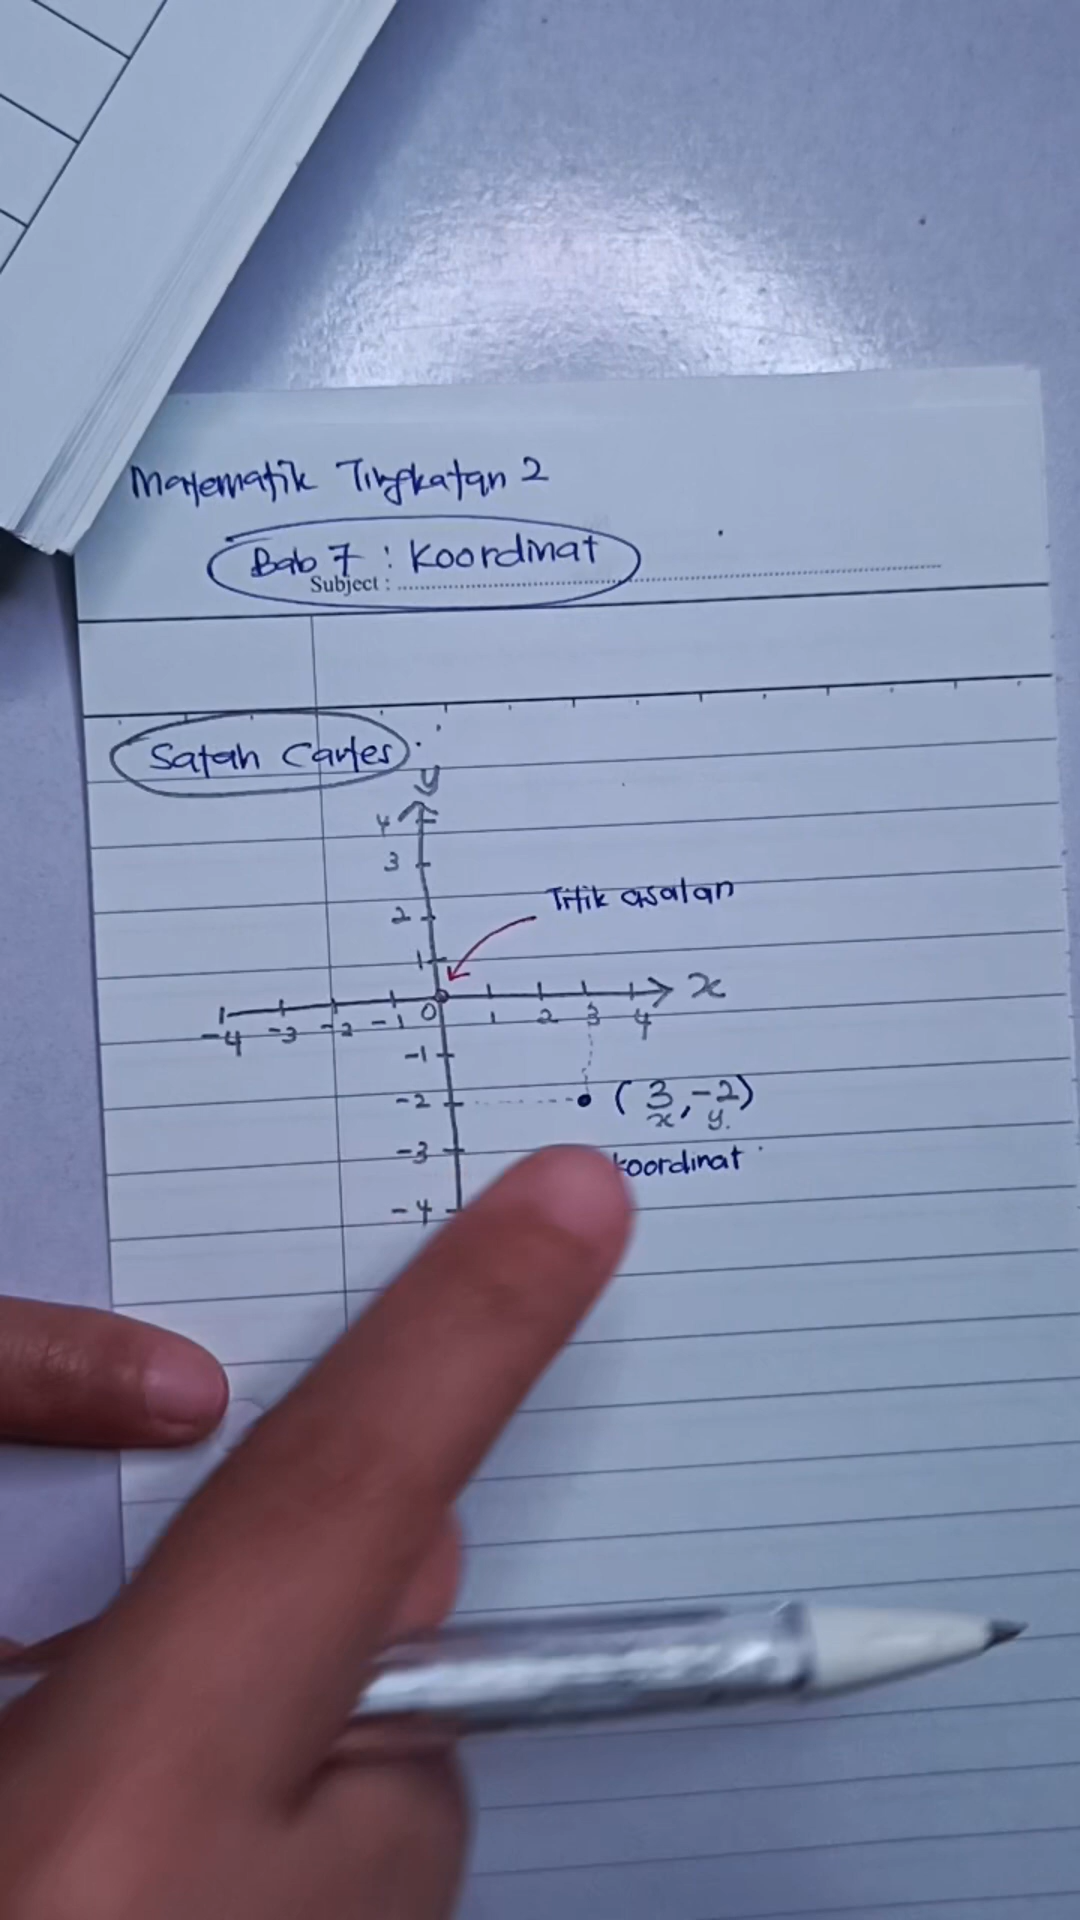 Matematik Tingkatan 2
Bab 7 : Koordinat
Subject :
Satah Cartes
y
4
3
Titik asalan
2
1
x
-4 -3 -2 -1 0 1 2 3 4
-1
-2 (3, -2)
x y
-3 koordinat
-4